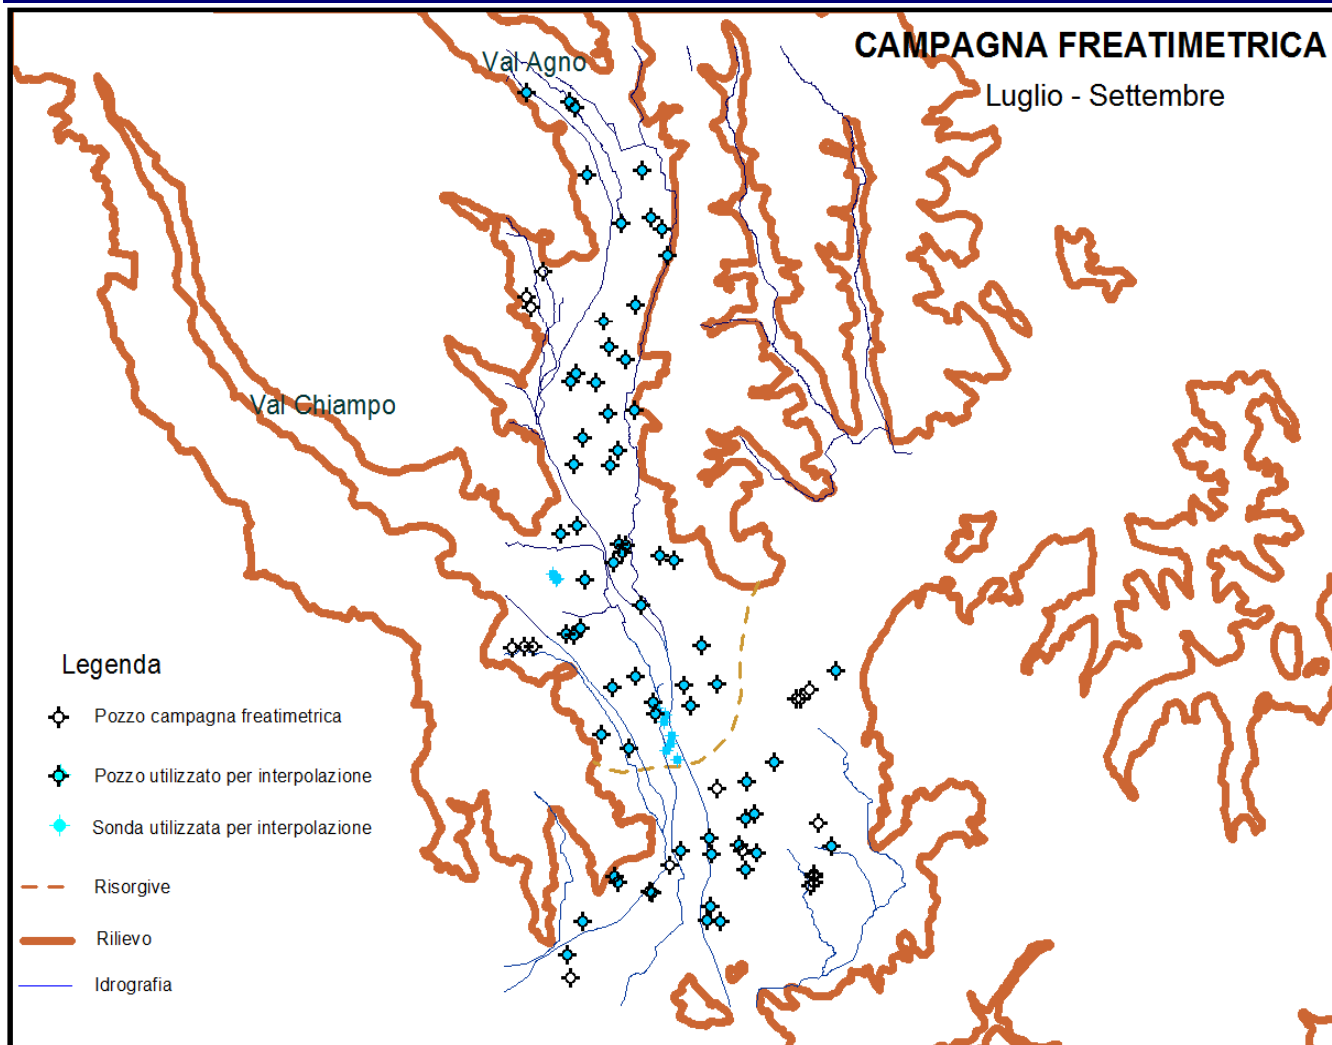 CAMPAGNA FREATIMETRICA
Luglio - Settembre
Val Agno
Val Chiampo
Legenda
Pozzo campagna freatimetrica
Pozzo utilizzato per interpolazione
Sonda utilizzata per interpolazione
Risorgive
Rilievo
Idrografia